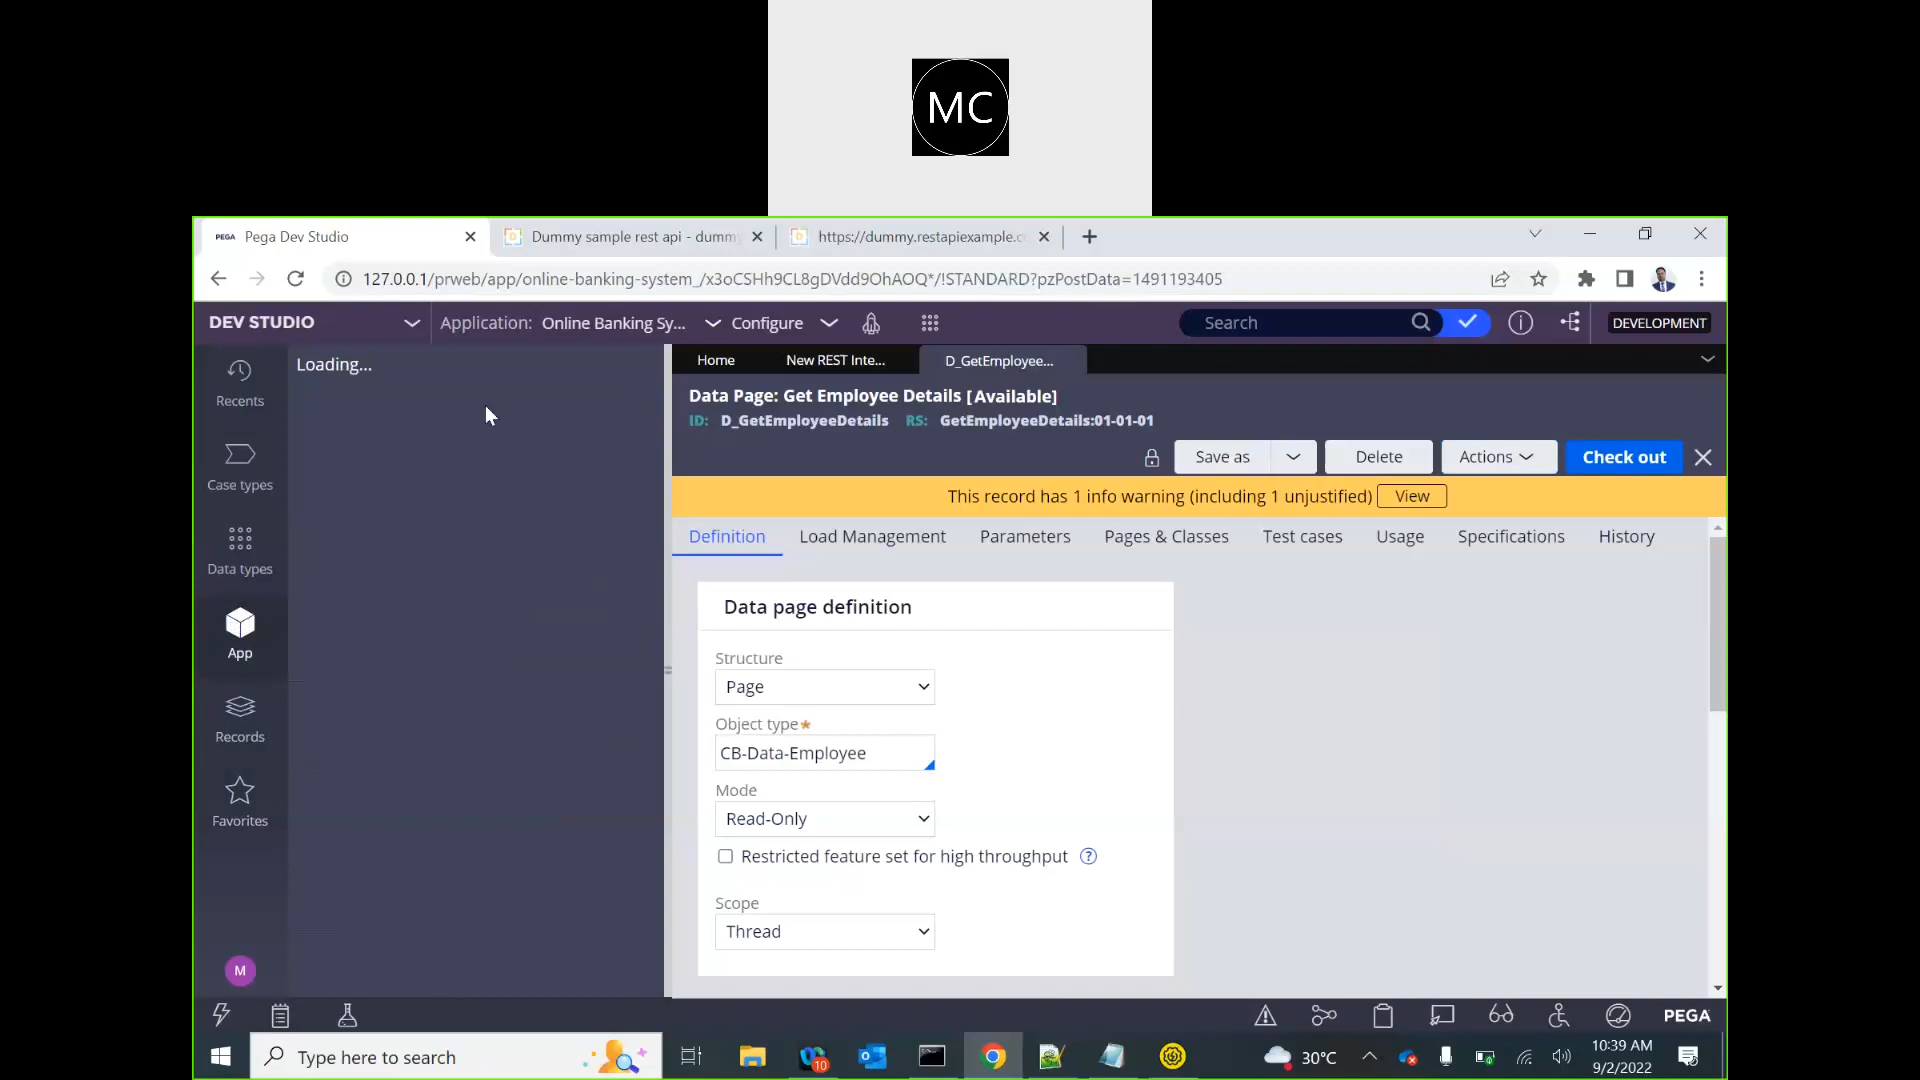 MC
PEGA Pega Dev Studio
Dummy sample rest api - dumm
https://dummy.restapiexample.c
127.0.0.1/prweb/app/online-banking-system_/x3oCSHh9CL8gDVdd9OhAOQ*/!STANDARD?pzPostData=1491193405
DEV STUDIO
Application: Online Banking Sy...
Configure
Search
DEVELOPMENT
Recents
Case types
Data types
App
Records
Favorites
M
Loading...
Home
New REST Inte...
D_GetEmployee...
Data Page: Get Employee Details [Available]
ID: D_GetEmployeeDetails RS: GetEmployeeDetails:01-01-01
Save as
Delete
Actions
Check out
This record has 1 info warning (including 1 unjustified) View
Definition
Load Management
Parameters
Pages & Classes
Test cases
Usage
Specifications
History
Data page definition
Structure
Page
Object type*
CB-Data-Employee
Mode
Read-Only
Restricted feature set for high throughput ?
Scope
Thread
PEGA
Type here to search
10
30°C
10:39 AM
9/2/2022